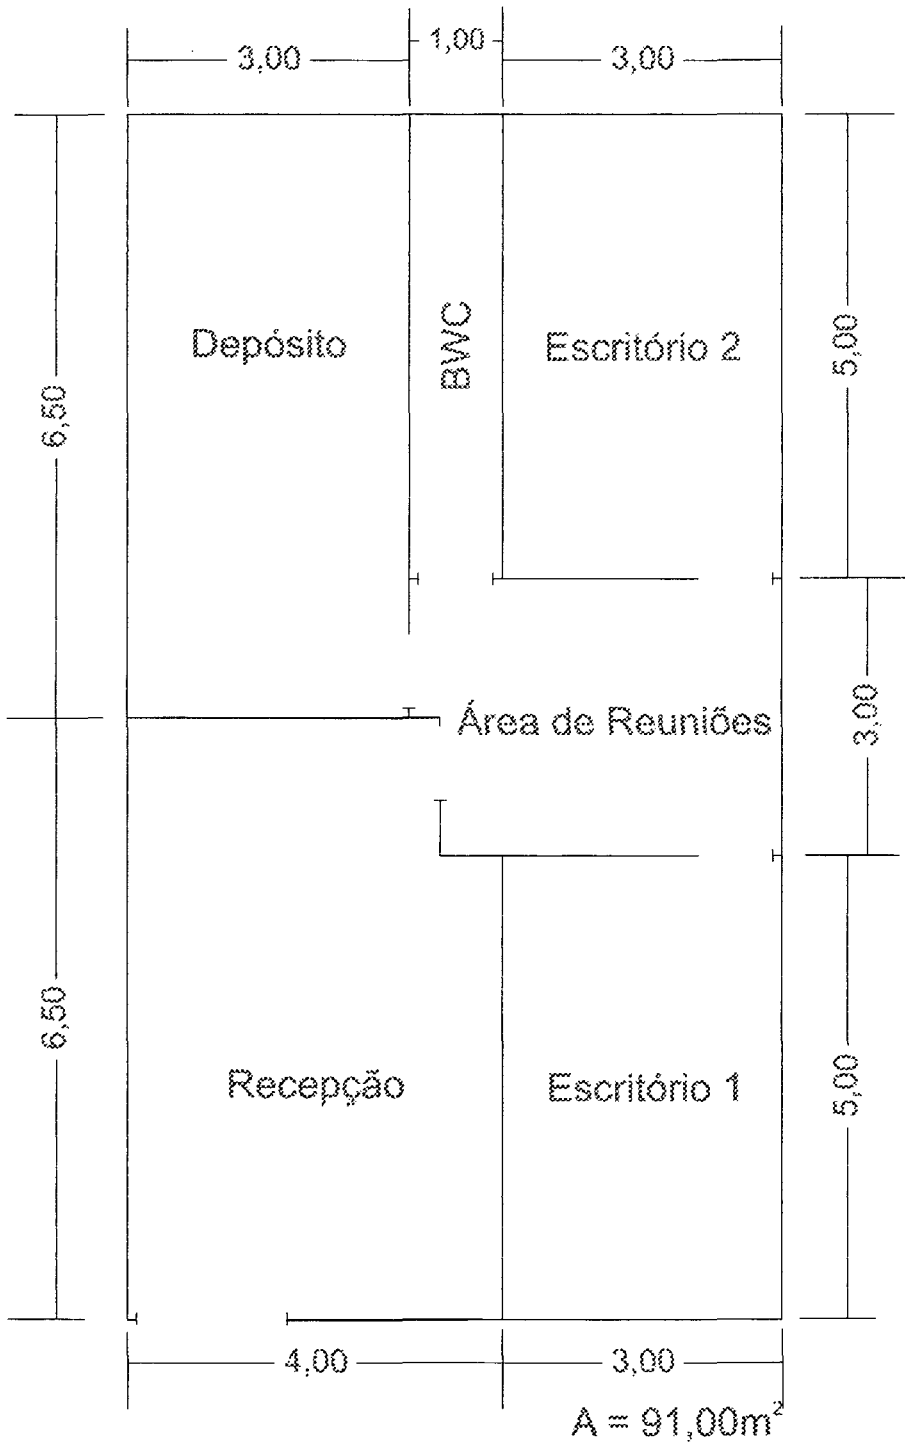 3,00
1,00
3,00
Depósito
BWC
Escritório 2
5,00
6,50
Área de Reuniões
3,00
6,50
Recepção
Escritório 1
5,00
4,00
3,00
A = 91,00m²